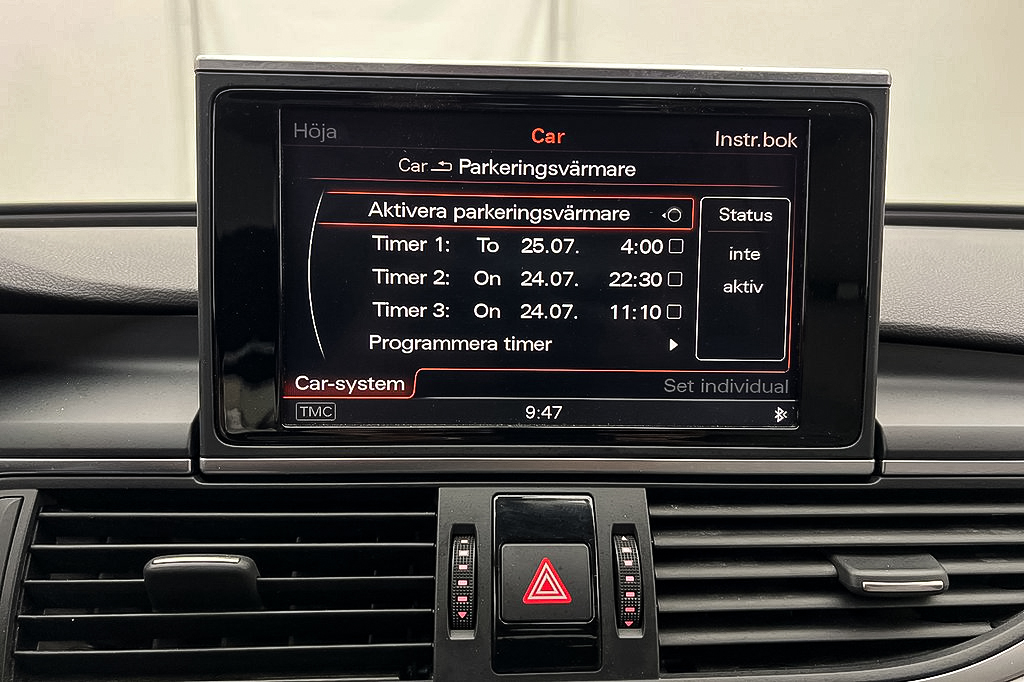 Höja Car Instr.bok
Car Parkeringsvärmare
Aktivera parkeringsvärmare
Timer 1: To 25.07. 4:00
Timer 2: On 24.07. 22:30
Timer 3: On 24.07. 11:10
Programmera timer
Status
inte
aktiv
Car-system Set individual
TMC 9:47